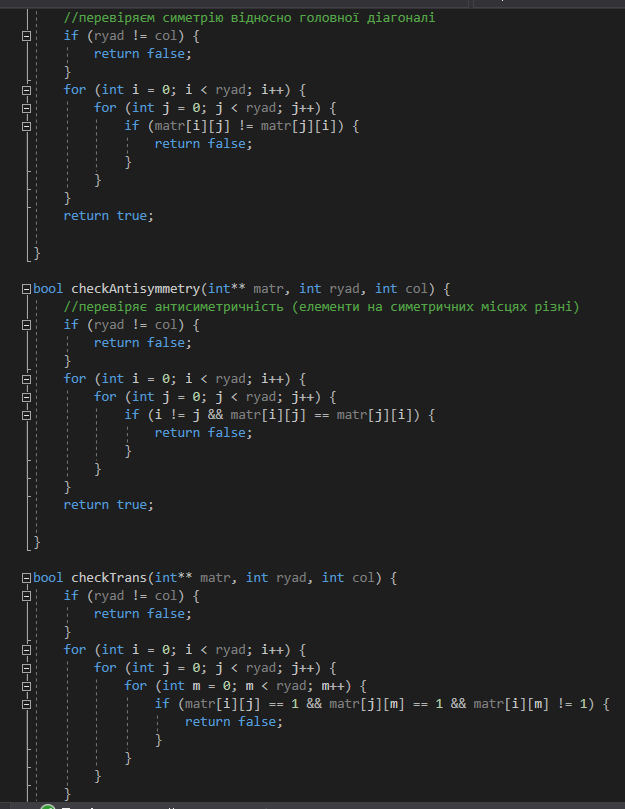 //перевіряєм симетрію відносно головної діагоналі
if (ryad != col) {
return false;
}
for (int i = 0; i < ryad; i++) {
for (int j = 0; j < ryad; j++) {
if (matr[i][j] != matr[j][i]) {
return false;
}
}
}
return true;
}
bool checkAntisymmetry(int** matr, int ryad, int col) {
//перевіряє антисиметричність (елементи на симетричних місцях різні)
if (ryad != col) {
return false;
}
for (int i = 0; i < ryad; i++) {
for (int j = 0; j < ryad; j++) {
if (i != j && matr[i][j] == matr[j][i]) {
return false;
}
}
}
return true;
}
bool checkTrans(int** matr, int ryad, int col) {
if (ryad != col) {
return false;
}
for (int i = 0; i < ryad; i++) {
for (int j = 0; j < ryad; j++) {
for (int m = 0; m < ryad; m++) {
if (matr[i][j] == 1 && matr[j][m] == 1 && matr[i][m] != 1) {
return false;
}
}
}
}